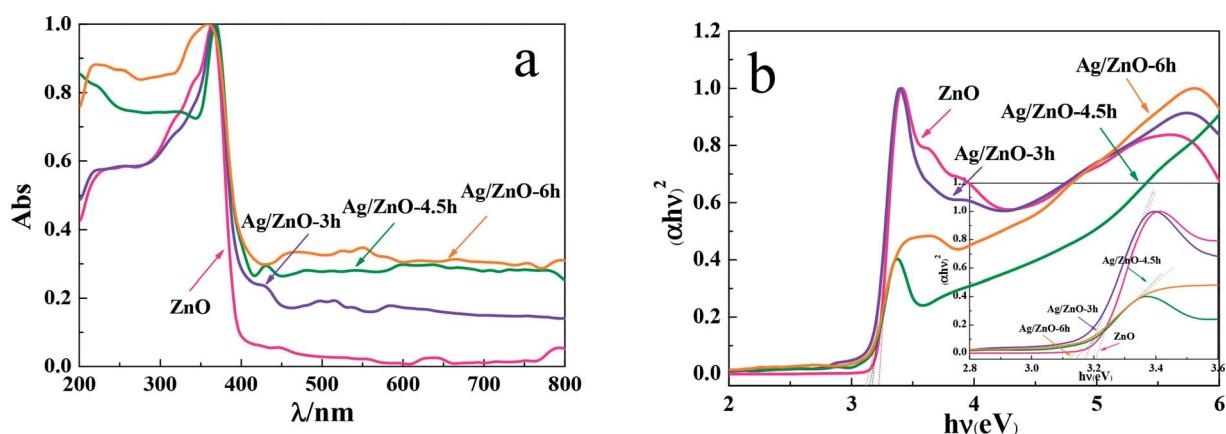 1.0
0.8
0.6
0.4
0.2
0.0
Abs
200 300 400 500 600 700 800
λ/nm
a
Ag/ZnO-6h
Ag/ZnO-4.5h
Ag/ZnO-3h
ZnO
b
1.0
0.8
0.6
0.4
0.2
0.0
(αhν)²
2 3 4 5 6
hν(eV)
Ag/ZnO-6h
ZnO
Ag/ZnO-4.5h
Ag/ZnO-3h
1.2
1.0
0.8
0.6
0.4
0.2
0.0
(αhν)²
Ag/ZnO-4.5h
Ag/ZnO-3h
Ag/ZnO-6h
ZnO
2.8 3.0 3.2 3.4 3.6
hν(eV)